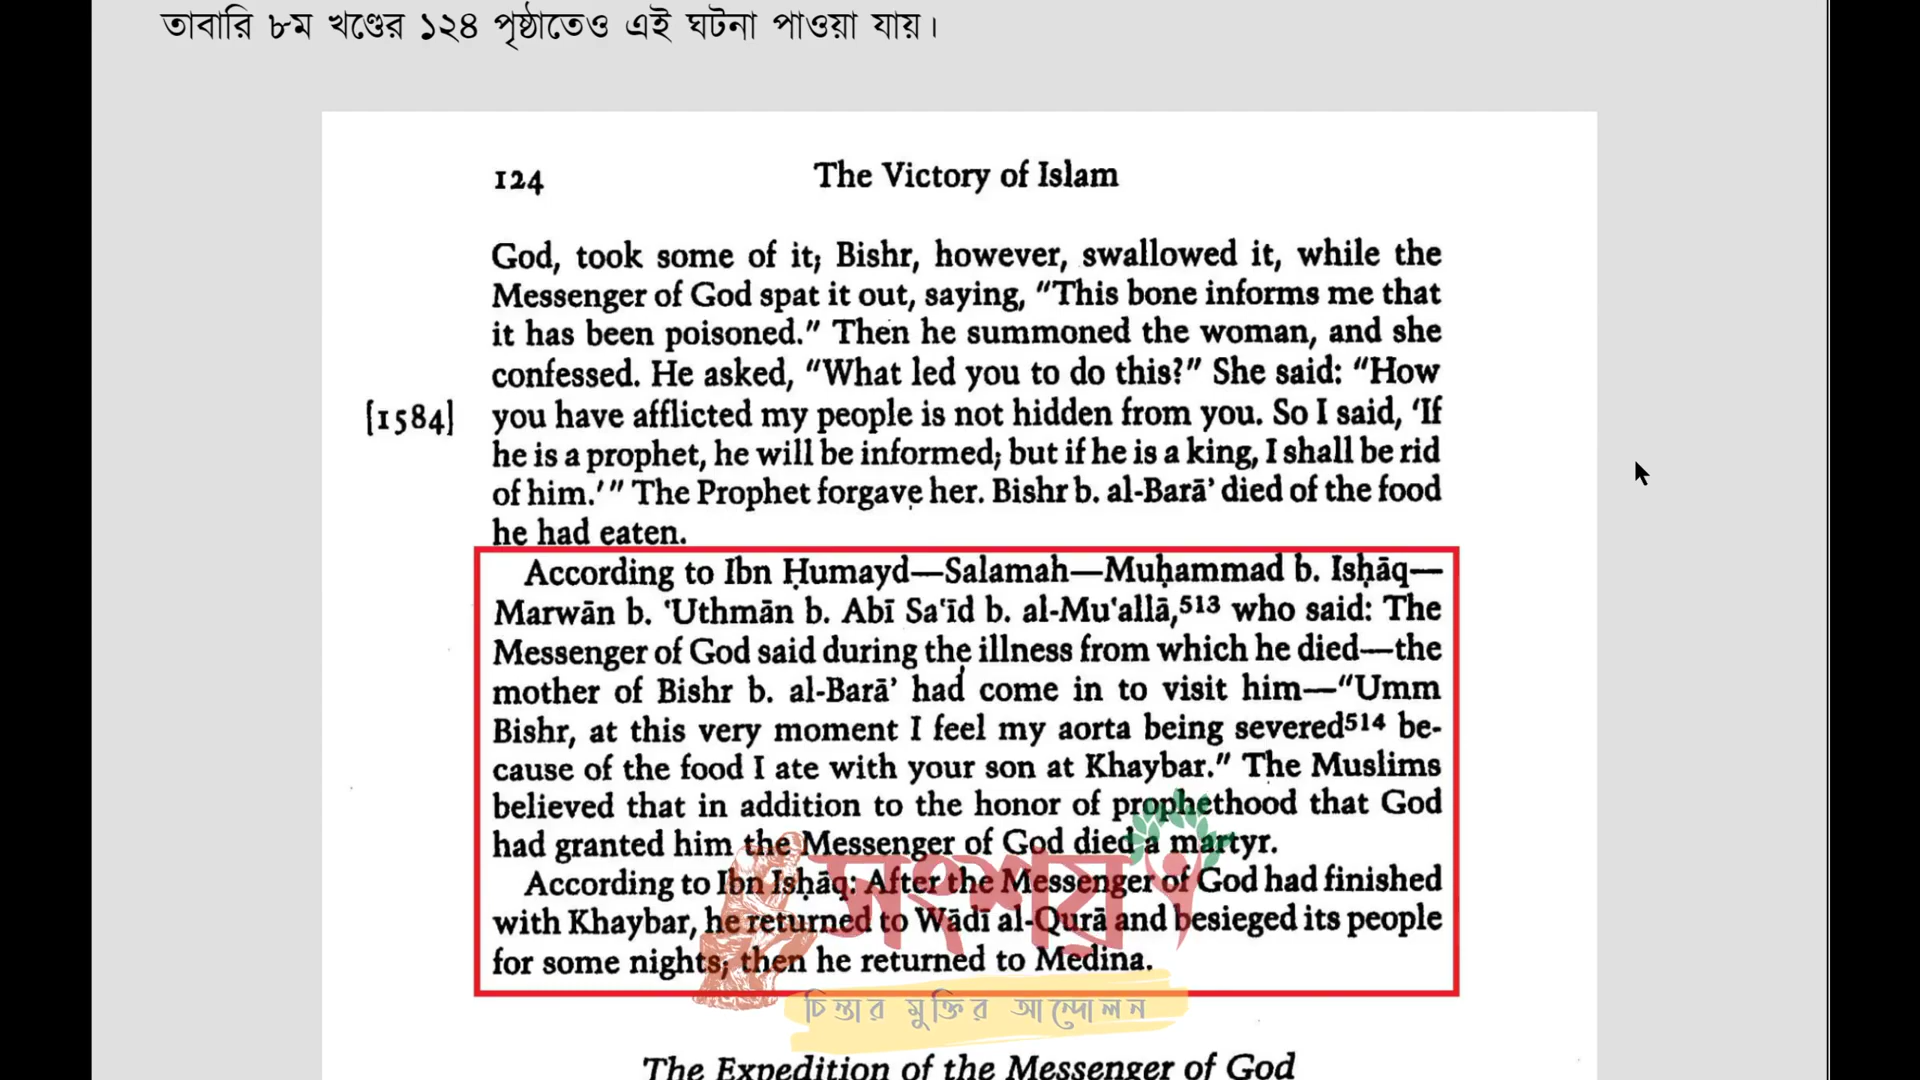 তাবারি ৮ম খণ্ডের ১২৪ পৃষ্ঠাতেও এই ঘটনা পাওয়া যায়।
124 The Victory of Islam
God, took some of it; Bishr, however, swallowed it, while the
Messenger of God spat it out, saying, “This bone informs me that
it has been poisoned.” Then he summoned the woman, and she
confessed. He asked, “What led you to do this?” She said: “How
[1584] you have afflicted my people is not hidden from you. So I said, ‘If
he is a prophet, he will be informed; but if he is a king, I shall be rid
of him.’” The Prophet forgave her. Bishr b. al-Barā’ died of the food
he had eaten.
According to Ibn Ḥumayd—Salamah—Muḥammad b. Isḥāq—
Marwān b. ‘Uthmān b. Abī Sa‘īd b. al-Mu‘allā,513 who said: The
Messenger of God said during the illness from which he died—the
mother of Bishr b. al-Barā’ had come in to visit him—“Umm
Bishr, at this very moment I feel my aorta being severed514 be-
cause of the food I ate with your son at Khaybar.” The Muslims
believed that in addition to the honor of prophethood that God
had granted him the Messenger of God died a martyr.
According to Ibn Isḥāq: After the Messenger of God had finished
with Khaybar, he returned to Wādī al-Qurā and besieged its people
for some nights; then he returned to Medina.
সংশয়
চিন্তার মুক্তির আন্দোলন
The Expedition of the Messenger of God